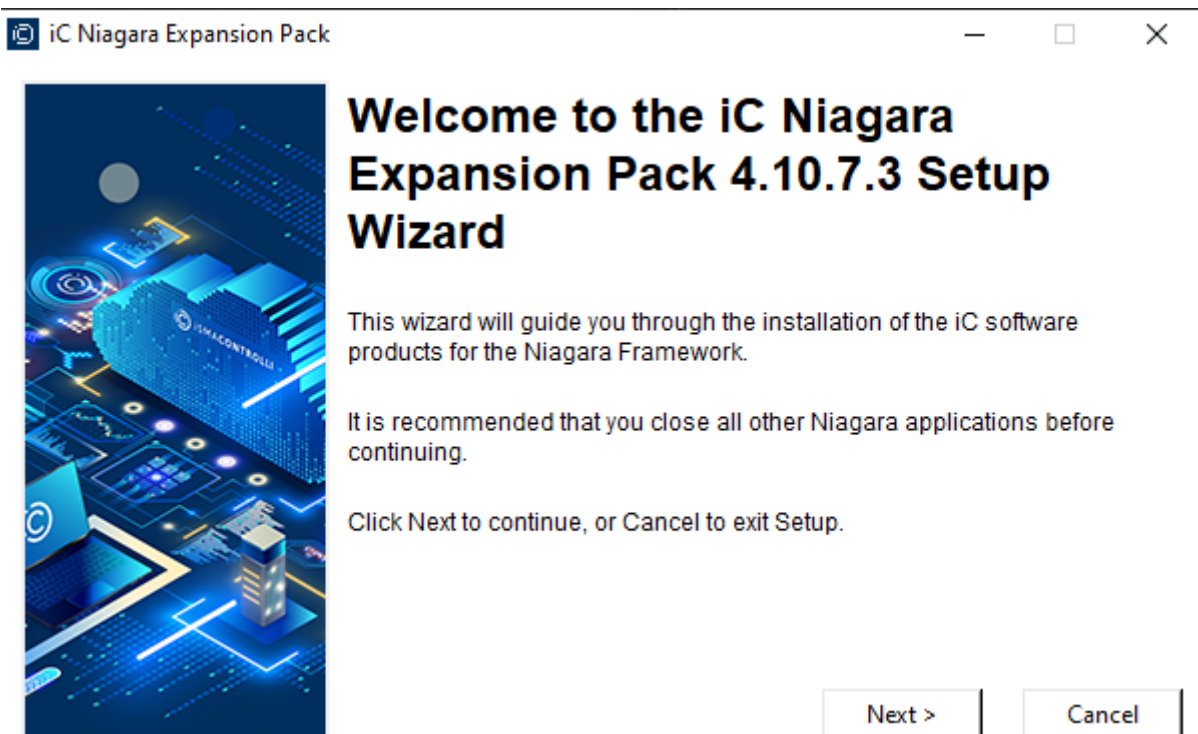 iC Niagara Expansion Pack
Welcome to the iC Niagara
Expansion Pack 4.10.7.3 Setup
Wizard
iSMACONTROLLI
This wizard will guide you through the installation of the iC software
products for the Niagara Framework.
It is recommended that you close all other Niagara applications before
continuing.
Click Next to continue, or Cancel to exit Setup.
Next >
Cancel